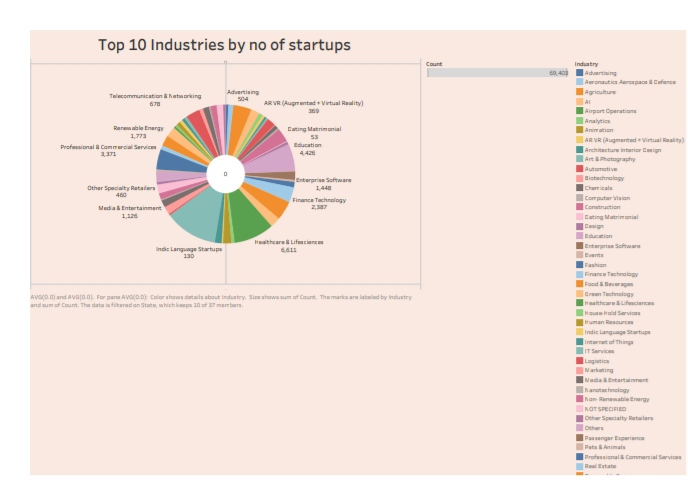 Top 10 Industries by no of startups
Count
69,403
Industry
Advertising
504
AR VR (Augmented + Virtual Reality)
369
Telecommunication & Networking
678
Renewable Energy
1,773
Dating Matrimonial
53
Education
4,426
Professional & Commercial Services
3,371
0
Enterprise Software
1,448
Other Specialty Retailers
460
Finance Technology
2,387
Media & Entertainment
1,126
Healthcare & Lifesciences
6,611
Indic Language Startups
130
AVG(0.0) and AVG(0.0). For pane AVG(0.0): Color shows details about Industry. Size shows sum of Count. The marks are labeled by Industry
and sum of Count. The data is filtered on State, which keeps 10 of 37 members.
Advertising
Aeronautics Aerospace & Defence
Agriculture
AI
Airport Operations
Analytics
Animation
AR VR (Augmented + Virtual Reality)
Architecture Interior Design
Art & Photography
Automotive
Biotechnology
Chemicals
Computer Vision
Construction
Dating Matrimonial
Design
Education
Enterprise Software
Events
Fashion
Finance Technology
Food & Beverages
Green Technology
Healthcare & Lifesciences
House Hold Services
Human Resources
Indic Language Startups
Internet of Things
IT Services
Logistics
Marketing
Media & Entertainment
Nanotechnology
Non- Renewable Energy
NOT SPECIFIED
Other Specialty Retailers
Others
Passenger Experience
Pets & Animals
Professional & Commercial Services
Real Estate